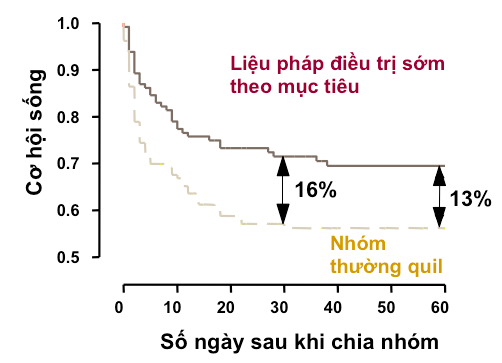 1.0
0.9
0.8
0.7
0.6
0.5
Cơ hội sống
Liệu pháp điều trị sớm
theo mục tiêu
16%
13%
Nhóm
thường quil
0 10 20 30 40 50 60
Số ngày sau khi chia nhóm